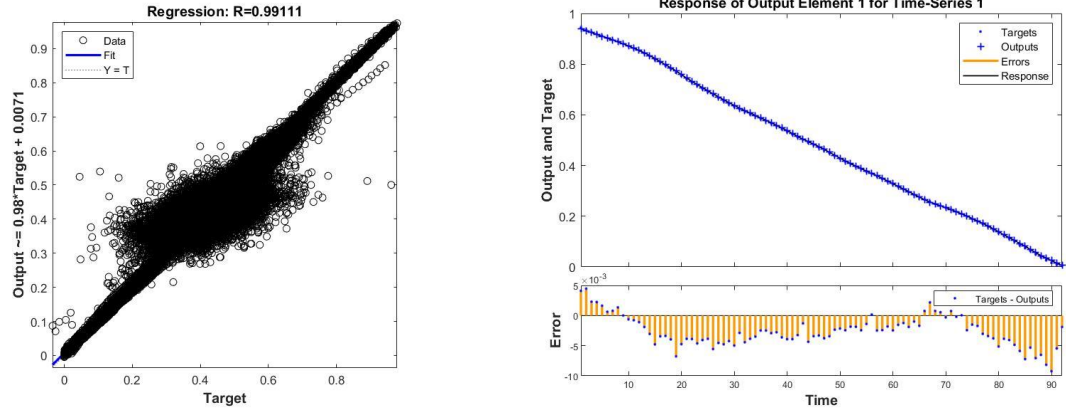 Regression: R=0.99111
Data
Fit
Y = T
Output ~= 0.98*Target + 0.0071
0.9
0.8
0.7
0.6
0.5
0.4
0.3
0.2
0.1
0
0 0.2 0.4 0.6 0.8
Target
Response of Output Element 1 for Time-Series 1
Targets
Outputs
Errors
Response
Output and Target
1
0.8
0.6
0.4
0.2
0
×10⁻³
Targets - Outputs
Error
5
0
-5
-10
10 20 30 40 50 60 70 80 90
Time